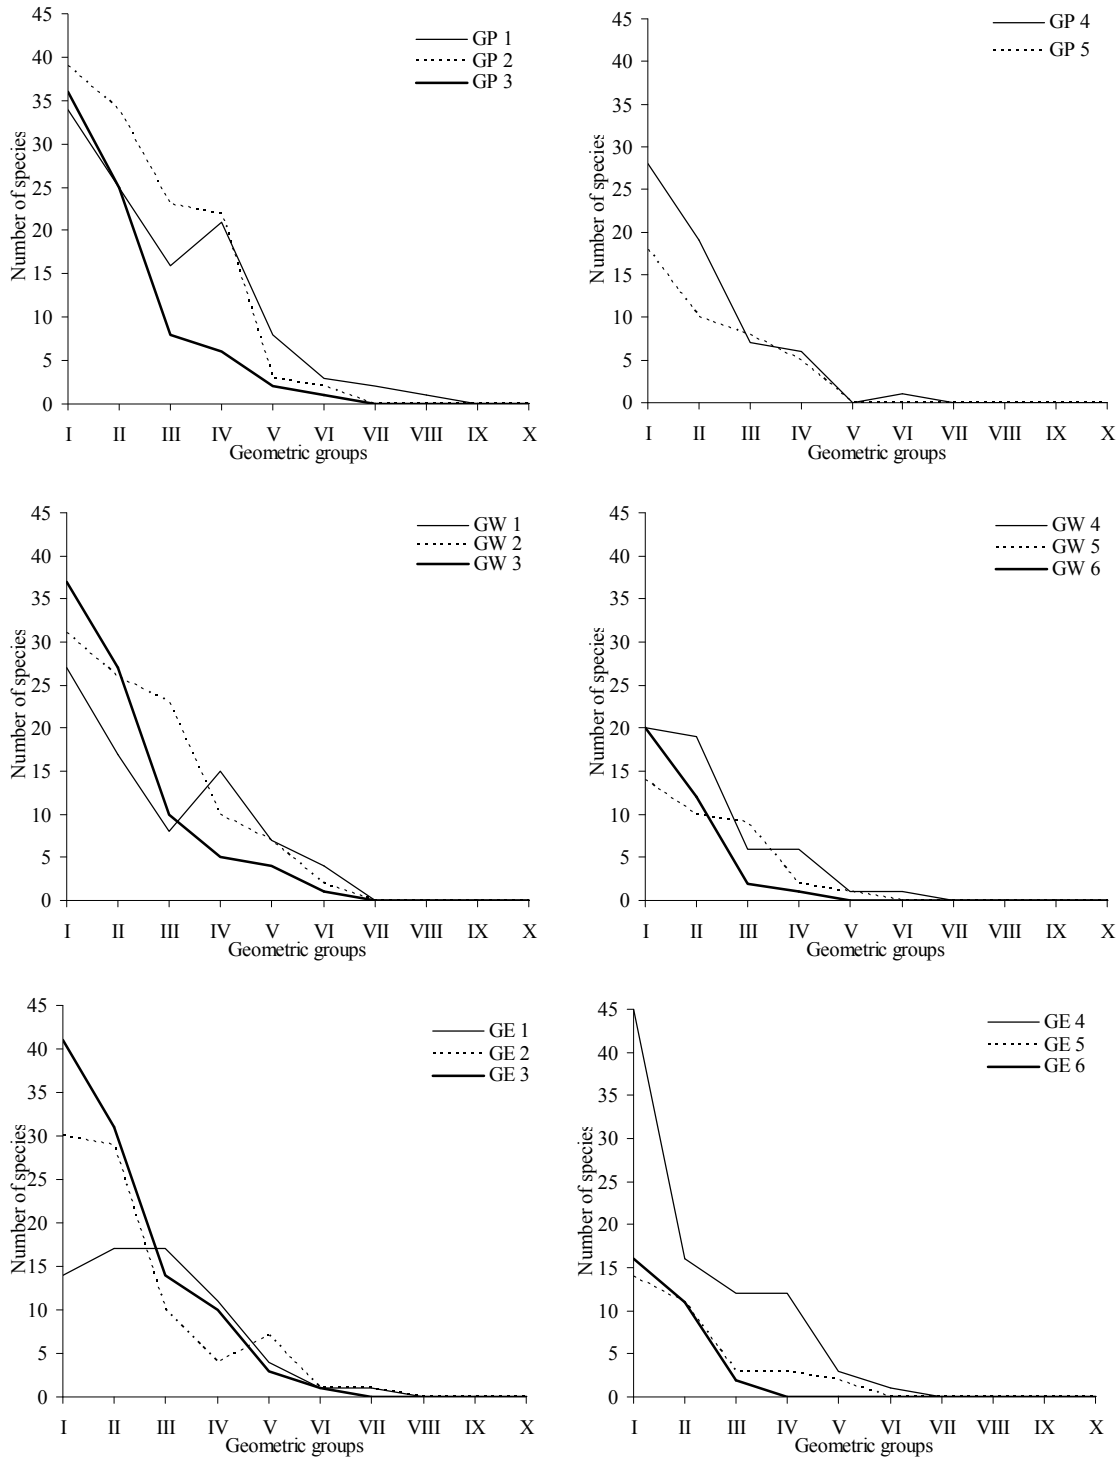 45
40
35
30
25
20
15
10
5
0
Number of species
GP 1
GP 2
GP 3
I II III IV V VI VII VIII IX X
Geometric groups
45
40
35
30
25
20
15
10
5
0
Number of species
GP 4
GP 5
I II III IV V VI VII VIII IX X
Geometric groups
45
40
35
30
25
20
15
10
5
0
Number of species
GW 1
GW 2
GW 3
I II III IV V VI VII VIII IX X
Geometric groups
45
40
35
30
25
20
15
10
5
0
Number of species
GW 4
GW 5
GW 6
I II III IV V VI VII VIII IX X
Geometric groups
45
40
35
30
25
20
15
10
5
0
Number of species
GE 1
GE 2
GE 3
I II III IV V VI VII VIII IX X
Geometric groups
45
40
35
30
25
20
15
10
5
0
Number of species
GE 4
GE 5
GE 6
I II III IV V VI VII VIII IX X
Geometric groups